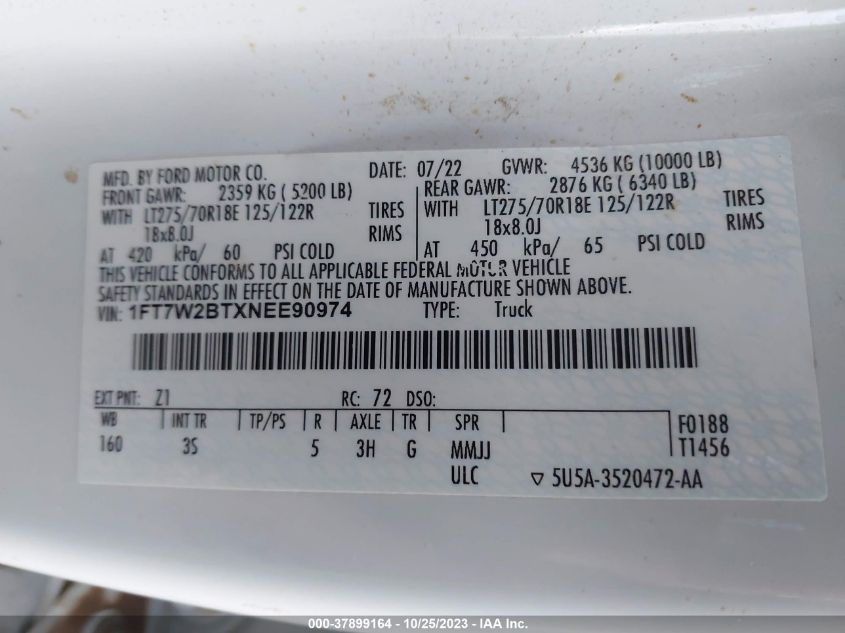 MFD. BY FORD MOTOR CO. DATE: 07/22 GVWR: 4536 KG (10000 LB)
FRONT GAWR: 2359 KG ( 5200 LB) REAR GAWR: 2876 KG ( 6340 LB)
WITH LT275/70R18E 125/122R TIRES WITH LT275/70R18E 125/122R TIRES
18x8.0J RIMS 18x8.0J RIMS
AT 420 kPa/ 60 PSI COLD AT 450 kPa/ 65 PSI COLD
THIS VEHICLE CONFORMS TO ALL APPLICABLE FEDERAL MOTOR VEHICLE
SAFETY STANDARDS IN EFFECT ON THE DATE OF MANUFACTURE SHOWN ABOVE.
VIN: 1FT7W2BTXNEE90974 TYPE: Truck
EXT PNT: Z1 RC: 72 DSO:
WB INT TR TP/PS R AXLE TR SPR F0188
160 3S 5 3H G MMJJ T1456
ULC ▽ 5U5A-3520472-AA
000-37899164 - 10/25/2023 - IAA Inc.